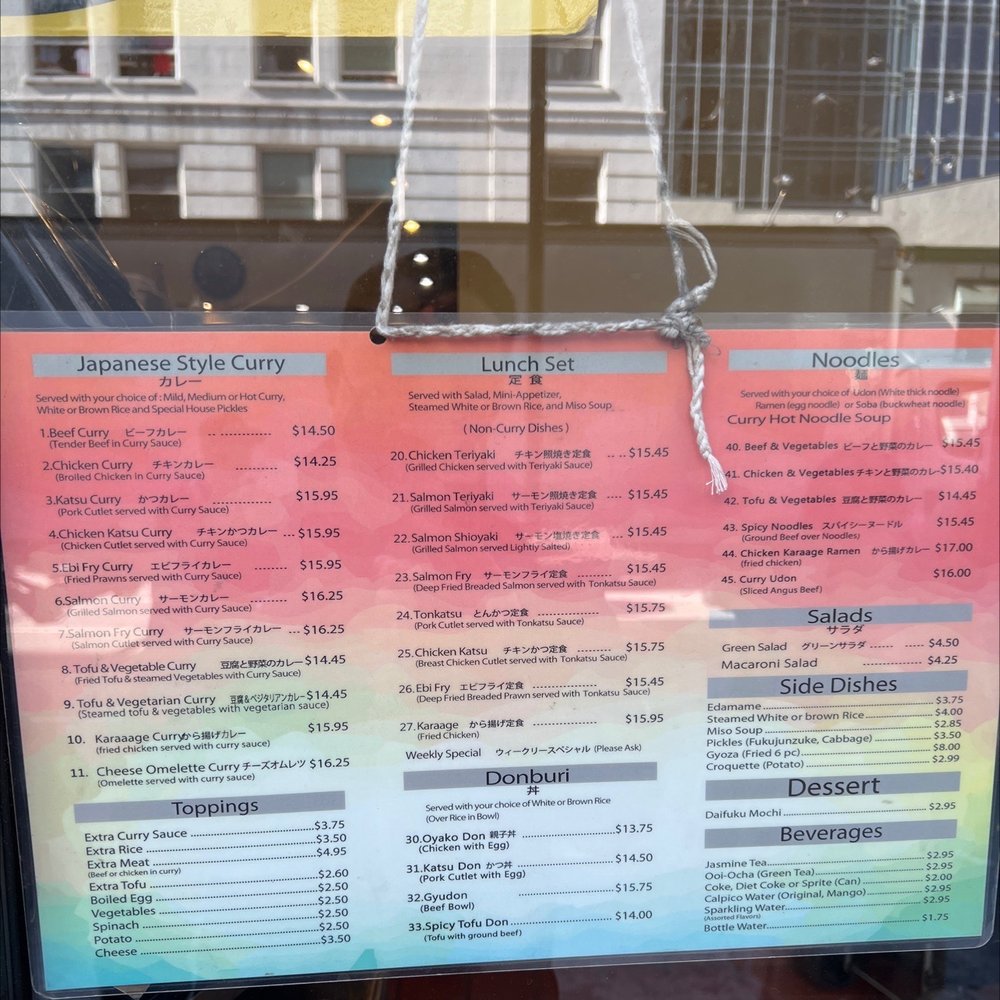 Japanese Style Curry
カレー
Served with your choice of : Mild, Medium or Hot Curry,
White or Brown Rice and Special House Pickles
1.Beef Curry ビーフカレー -- ------------ $14.50
(Tender Beef in Curry Sauce)
2.Chicken Curry チキンカレー ----------- $14.25
(Broiled Chicken in Curry Sauce)
3.Katsu Curry かつカレー --------------- $15.95
(Pork Cutlet served with Curry Sauce)
4.Chicken Katsu Curry チキンかつカレー --- $15.95
(Chicken Cutlet served with Curry Sauce)
5.Ebi Fry Curry エビフライカレー -------- $15.95
(Fried Prawns served with Curry Sauce)
6.Salmon Curry サーモンカレー ---------- $16.25
(Grilled Salmon served with Curry Sauce)
7.Salmon Fry Curry サーモンフライカレー --- $16.25
(Salmon Cutlet served with Curry Sauce)
8. Tofu & Vegetable Curry 豆腐と野菜のカレー $14.45
(Fried Tofu & steamed Vegetables with Curry Sauce)
9. Tofu & Vegetarian Curry 豆腐&ベジタリアンカレー $14.45
(Steamed tofu & vegetables with vegetarian sauce)
10. Karaaage Curry から揚げカレー $15.95
(fried chicken served with curry sauce)
11. Cheese Omelette Curry チーズオムレツ $16.25
(Omelette served with curry sauce)
Toppings
Extra Curry Sauce ........ $3.75
Extra Rice ........ $3.50
Extra Meat ........ $4.95
(Beef or chicken in curry)
Extra Tofu ........ $2.60
Boiled Egg ........ $2.50
Vegetables ........ $2.50
Spinach ........ $2.50
Potato ........ $2.50
Cheese ........ $3.50
Lunch Set
定 食
Served with Salad, Mini-Appetizer,
Steamed White or Brown Rice, and Miso Soup
( Non-Curry Dishes )
20.Chicken Teriyaki チキン照焼き定食 -- -- $15.45
(Grilled Chicken served with Teriyaki Sauce)
21.Salmon Teriyaki サーモン照焼き定食 ---- $15.45
(Grilled Salmon served with Teriyaki Sauce)
22.Salmon Shioyaki サーモン塩焼き定食 ---- $15.45
(Grilled Salmon served Lightly Salted)
23.Salmon Fry サーモンフライ定食 --------- $15.45
(Deep Fried Breaded Salmon served with Tonkatsu Sauce)
24.Tonkatsu とんかつ定食 ---------------- $15.75
(Pork Cutlet served with Tonkatsu Sauce)
25.Chicken Katsu チキンかつ定食 ---------- $15.75
(Breast Chicken Cutlet served with Tonkatsu Sauce)
26.Ebi Fry エビフライ定食 ---------------- $15.45
(Deep Fried Breaded Prawn served with Tonkatsu Sauce)
27.Karaage から揚げ定食 ---------------- $15.95
(Fried Chicken)
Weekly Special ウィークリースペシャル (Please Ask)
Donburi
丼
Served with your choice of White or Brown Rice
(Over Rice in Bowl)
30.Oyako Don 親子丼 ........ $13.75
(Chicken with Egg)
31.Katsu Don かつ丼 ........ $14.50
(Pork Cutlet with Egg)
32.Gyudon ........ $15.75
(Beef Bowl)
33.Spicy Tofu Don ........ $14.00
(Tofu with ground beef)
Noodles
麺
Served with your choice of Udon (White thick noodle)
Ramen (egg noodle) or Soba (buckwheat noodle)
Curry Hot Noodle Soup
40. Beef & Vegetables ビーフと野菜のカレー $15.45
41. Chicken & Vegetables チキンと野菜のカレー $15.40
42. Tofu & Vegetables 豆腐と野菜のカレー $14.45
43. Spicy Noodles スパイシーヌードル $15.45
(Ground Beef over Noodles)
44. Chicken Karaage Ramen から揚げカレー $17.00
(fried chicken)
45. Curry Udon $16.00
(Sliced Angus Beef)
Salads
サラダ
Green Salad グリーンサラダ ------ ---- $4.50
Macaroni Salad --------------- $4.25
Side Dishes
Edamame ........ $3.75
Steamed White or brown Rice ........ $4.00
Miso Soup ........ $2.85
Pickles (Fukujunzuke, Cabbage) ........ $3.50
Gyoza (Fried 6 pc) ........ $8.00
Croquette (Potato) ........ $2.99
Dessert
Daifuku Mochi ........ $2.95
Beverages
Jasmine Tea ........ $2.95
Ooi-Ocha (Green Tea) ........ $2.95
Coke, Diet Coke or Sprite (Can) ........ $2.00
Calpico Water (Original, Mango) ........ $2.95
Sparkling Water ........ $2.95
(Assorted Flavors)
Bottle Water ........ $1.75